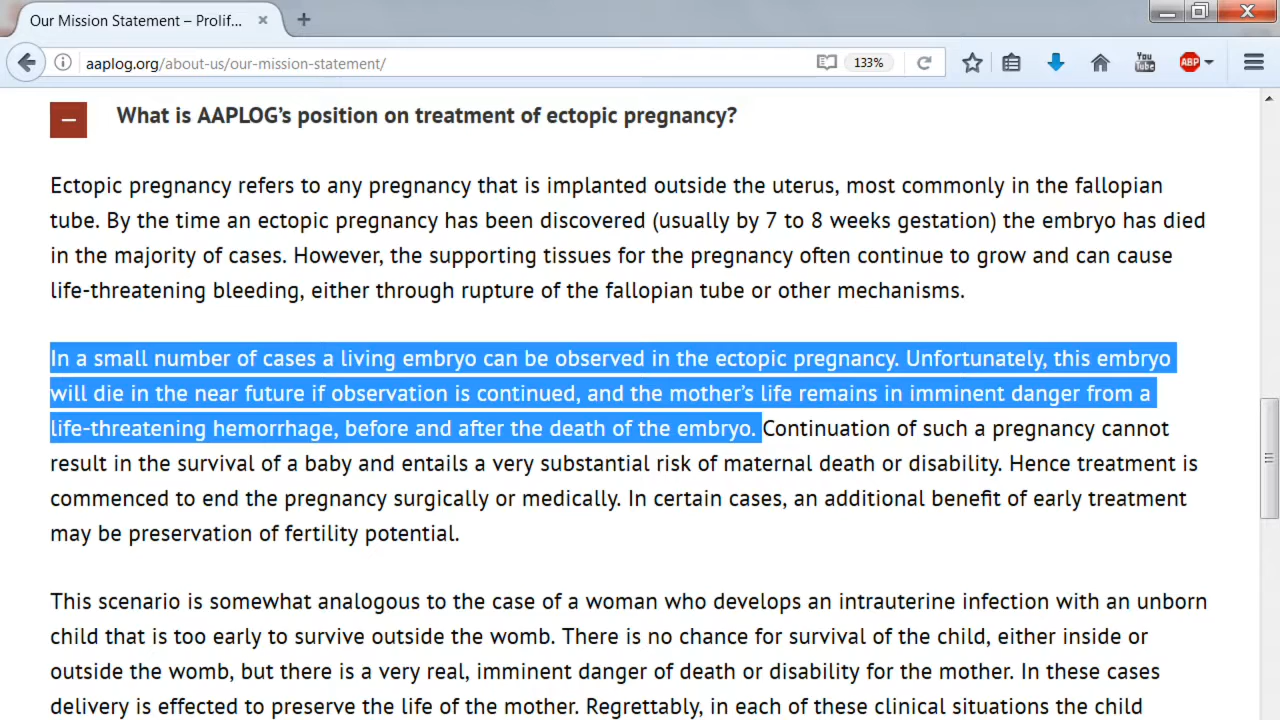 Our Mission Statement – Prolif...
aaplog.org/about-us/our-mission-statement/
133%
You
Tube
ABP
What is AAPLOG's position on treatment of ectopic pregnancy?
Ectopic pregnancy refers to any pregnancy that is implanted outside the uterus, most commonly in the fallopian
tube. By the time an ectopic pregnancy has been discovered (usually by 7 to 8 weeks gestation) the embryo has died
in the majority of cases. However, the supporting tissues for the pregnancy often continue to grow and can cause
life-threatening bleeding, either through rupture of the fallopian tube or other mechanisms.
In a small number of cases a living embryo can be observed in the ectopic pregnancy. Unfortunately, this embryo
will die in the near future if observation is continued, and the mother's life remains in imminent danger from a
life-threatening hemorrhage, before and after the death of the embryo. Continuation of such a pregnancy cannot
result in the survival of a baby and entails a very substantial risk of maternal death or disability. Hence treatment is
commenced to end the pregnancy surgically or medically. In certain cases, an additional benefit of early treatment
may be preservation of fertility potential.
This scenario is somewhat analogous to the case of a woman who develops an intrauterine infection with an unborn
child that is too early to survive outside the womb. There is no chance for survival of the child, either inside or
outside the womb, but there is a very real, imminent danger of death or disability for the mother. In these cases
delivery is effected to preserve the life of the mother. Regrettably, in each of these clinical situations the child